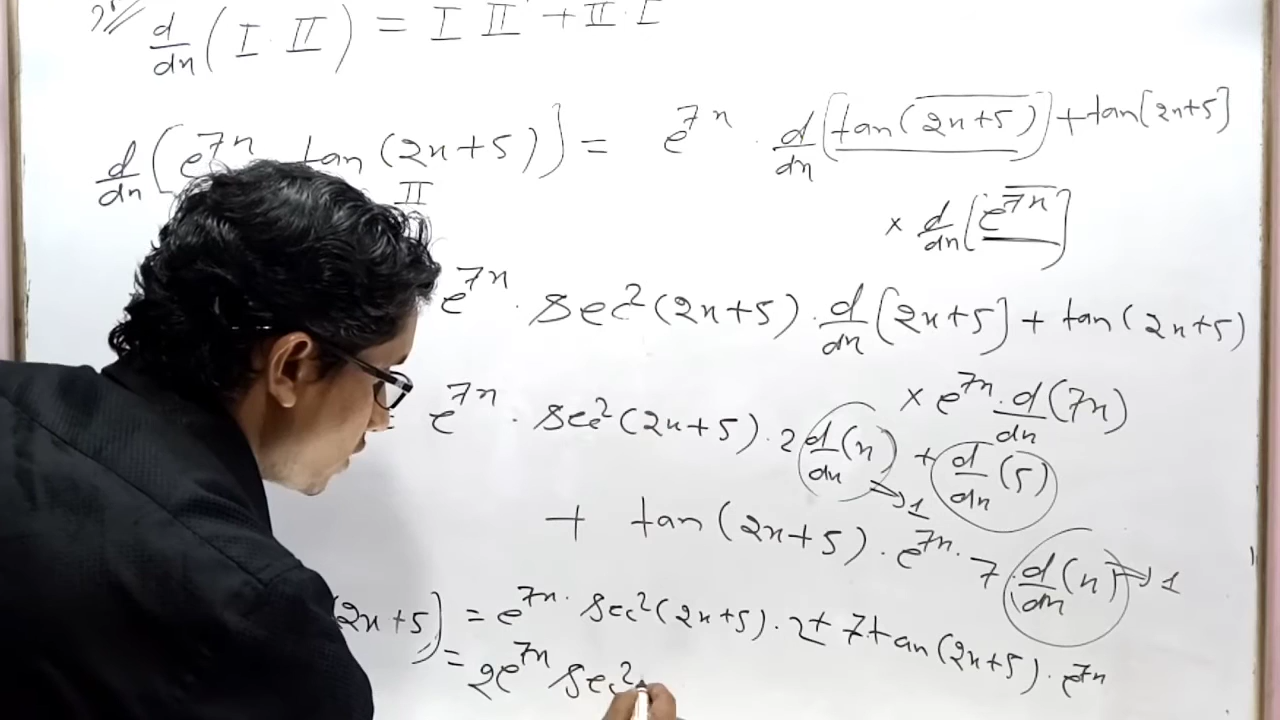 d/dx (I · II) = I II + II · I
d/dx (e^7x tan (2x+5)] = e^7x · d/dx [tan(2x+5)] + tan[2x+5]
II
× d/dx [e^7x]
e^7x · sec²(2x+5) · d/dx [2x+5] + tan(2x+5)
× e^7x · d/dx (7x)
= e^7x · sec²(2x+5) · 2 d/dx (x) + d/dx (5)
→ 1
+ tan(2x+5) · e^7x · 7 · d/dx (x) → 1
(2x+5)] = e^7x · sec²(2x+5) · 2 + 7tan(2x+5) · e^7x
= 2e^7x sec²